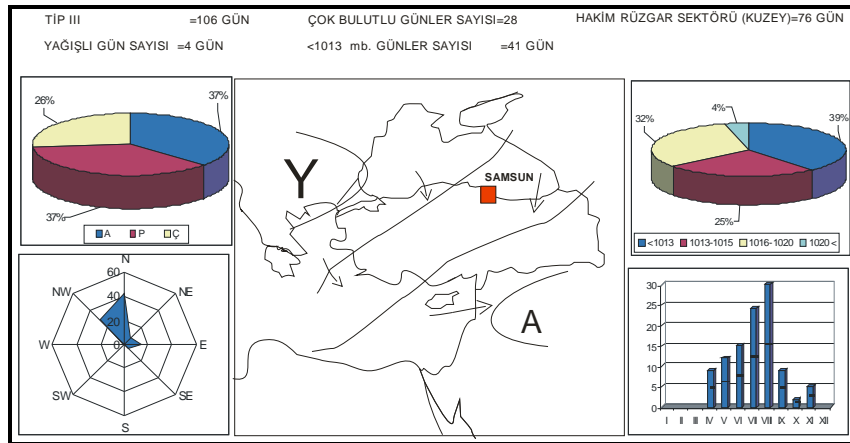 TİP III =106 GÜN ÇOK BULUTLU GÜNLER SAYISI=28 HAKİM RÜZGAR SEKTÖRÜ (KUZEY)=76 GÜN
YAĞIŞLI GÜN SAYISI =4 GÜN <1013 mb. GÜNLER SAYISI =41 GÜN
26% 37%
37%
A P Ç
N
60
40
20
0
NW NE
W E
SW SE
S
Y
SAMSUN
A
4%
32% 39%
25%
<1013 1013-1015 1016-1020 1020 <
30
25
20
15
10
5
0
I II III IV V VI VII VIII IX X XI XII